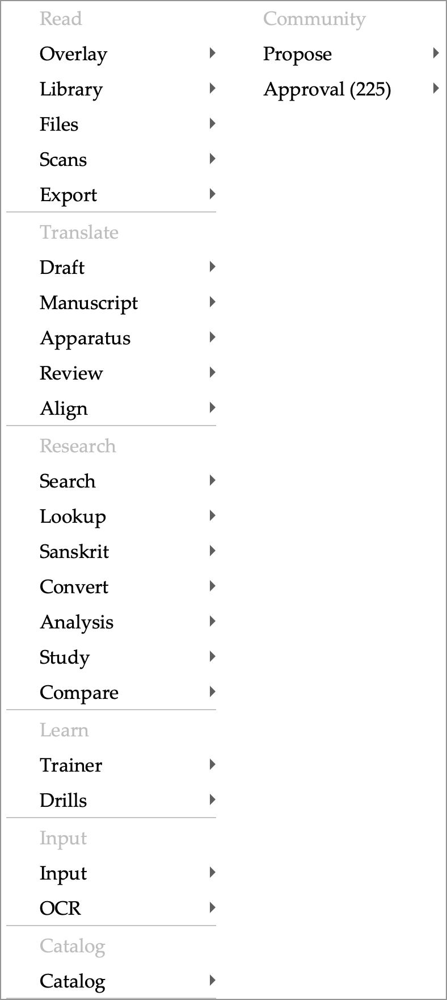 Read
Overlay
Library
Files
Scans
Export
Translate
Draft
Manuscript
Apparatus
Review
Align
Research
Search
Lookup
Sanskrit
Convert
Analysis
Study
Compare
Learn
Trainer
Drills
Input
Input
OCR
Catalog
Catalog
Community
Propose
Approval (225)